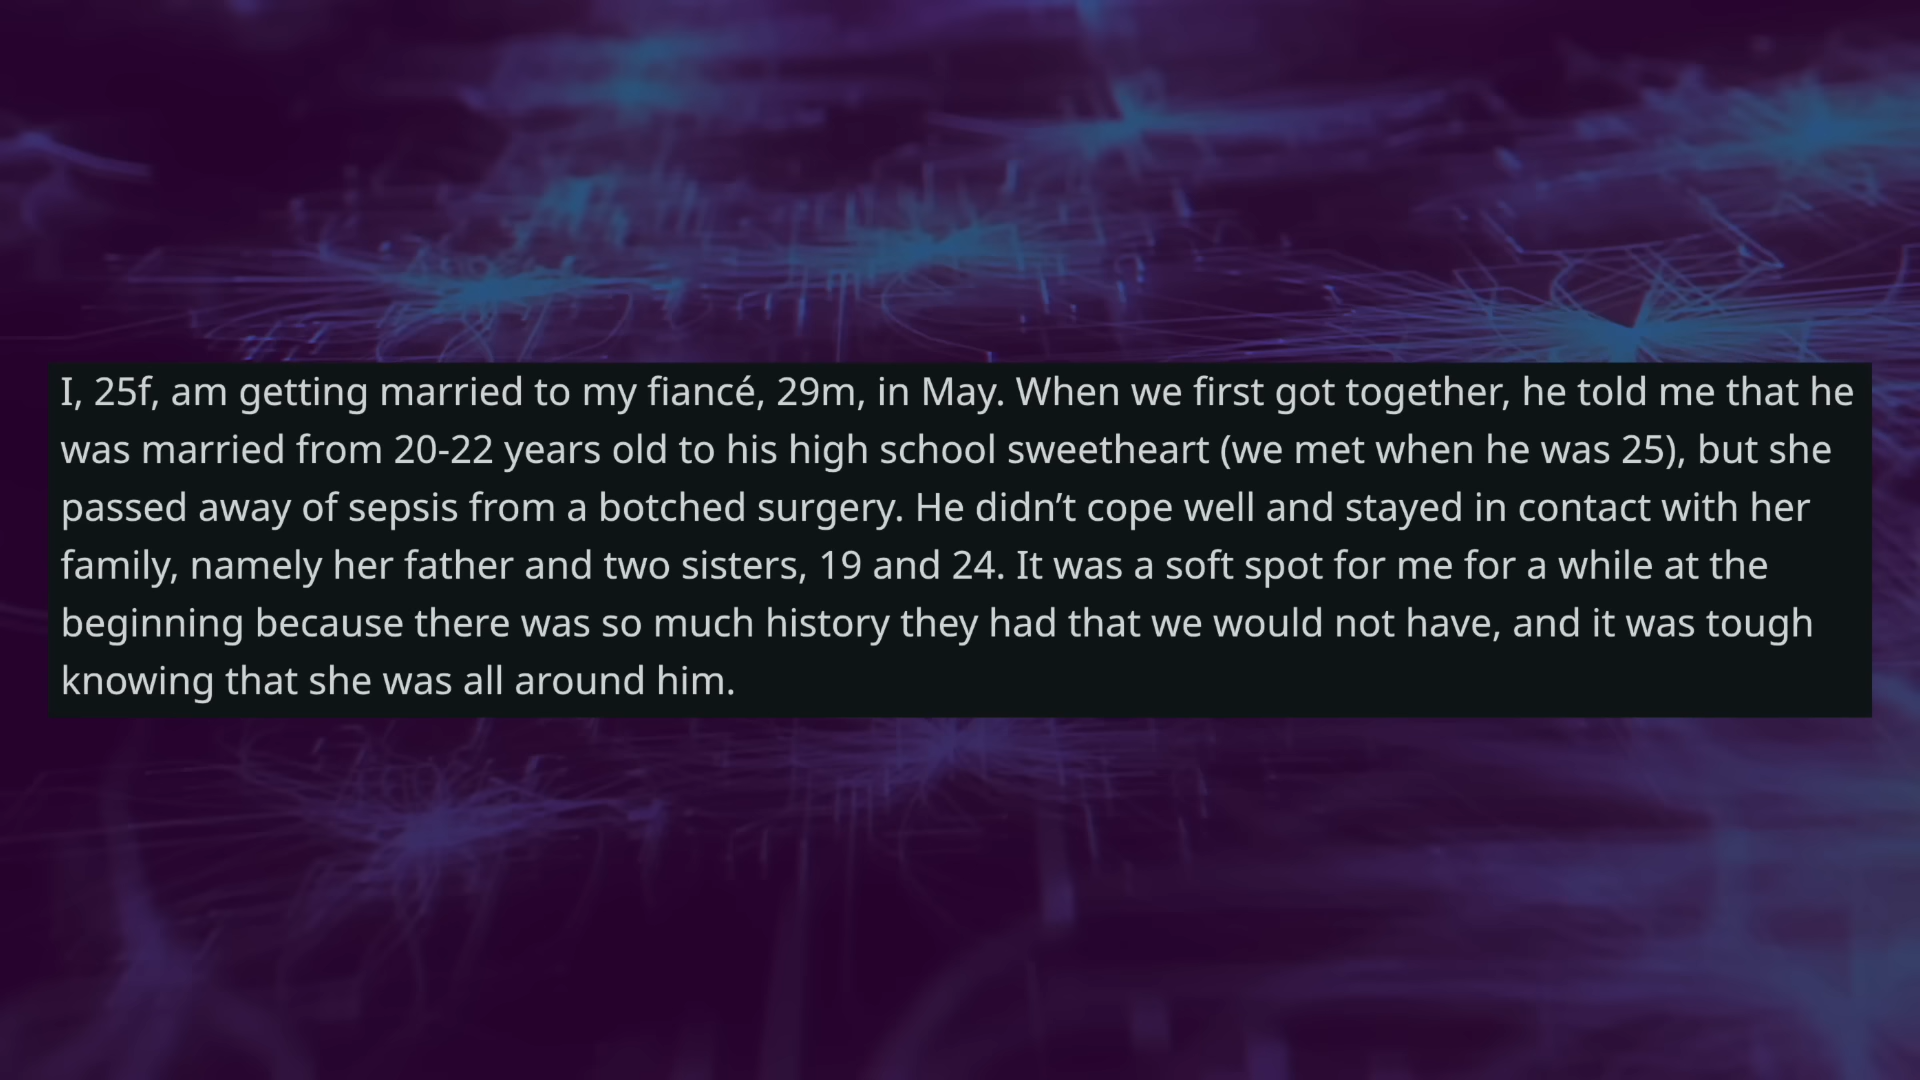 I, 25f, am getting married to my fiancé, 29m, in May. When we first got together, he told me that he
was married from 20-22 years old to his high school sweetheart (we met when he was 25), but she
passed away of sepsis from a botched surgery. He didn’t cope well and stayed in contact with her
family, namely her father and two sisters, 19 and 24. It was a soft spot for me for a while at the
beginning because there was so much history they had that we would not have, and it was tough
knowing that she was all around him.